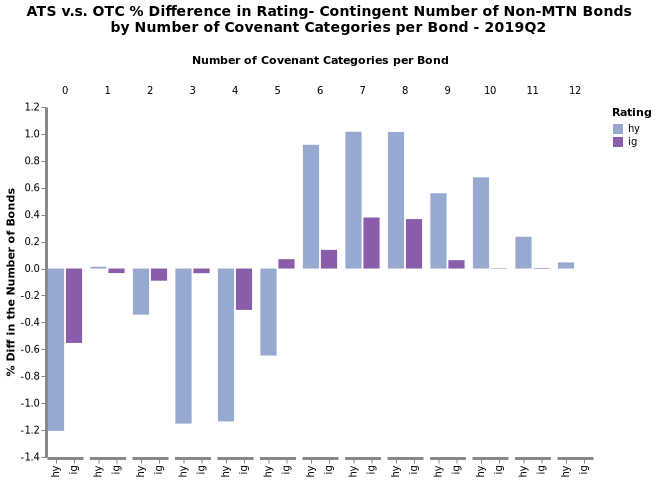 ATS v.s. OTC % Difference in Rating- Contingent Number of Non-MTN Bonds
by Number of Covenant Categories per Bond - 2019Q2
Number of Covenant Categories per Bond
0 1 2 3 4 5 6 7 8 9 10 11 12
% Diff in the Number of Bonds
1.2
1.0
0.8
0.6
0.4
0.2
0.0
-0.2
-0.4
-0.6
-0.8
-1.0
-1.2
-1.4
hy ig hy ig hy ig hy ig hy ig hy ig hy ig hy ig hy ig hy ig hy ig hy ig hy ig
Rating
hy
ig